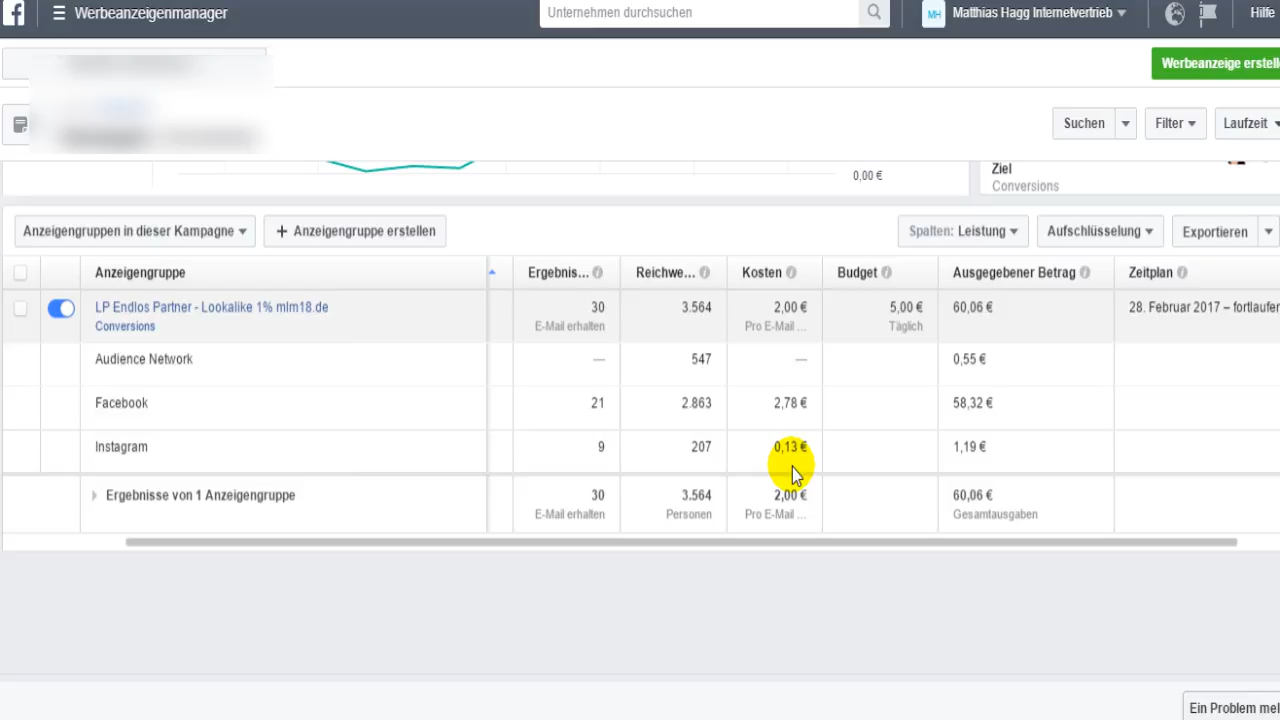 Werbeanzeigenmanager
Unternehmen durchsuchen
MH Matthias Hagg Internetvertrieb
Hilfe
Suchen
Filter
Laufzeit
0,00 €
Ziel
Conversions
Anzeigengruppen in dieser Kampagne
+ Anzeigengruppe erstellen
Spalten: Leistung
Aufschlüsselung
Exportieren
Anzeigengruppe Ergebnis... Reichwe... Kosten Budget Ausgegebener Betrag Zeitplan
LP Endlos Partner - Lookalike 1% mlm18.de 30 3.564 2,00 € 5,00 € 60,06 € 28. Februar 2017 –
Conversions E-Mail erhalten Pro E-Mail ... Täglich
Audience Network — 547 — 0,55 €
Facebook 21 2.863 2,78 € 58,32 €
Instagram 9 207 0,13 € 1,19 €
Ergebnisse von 1 Anzeigengruppe 30 3.564 2,00 € 60,06 €
E-Mail erhalten Personen Pro E-Mail ... Gesamtausgaben
Ein Problem